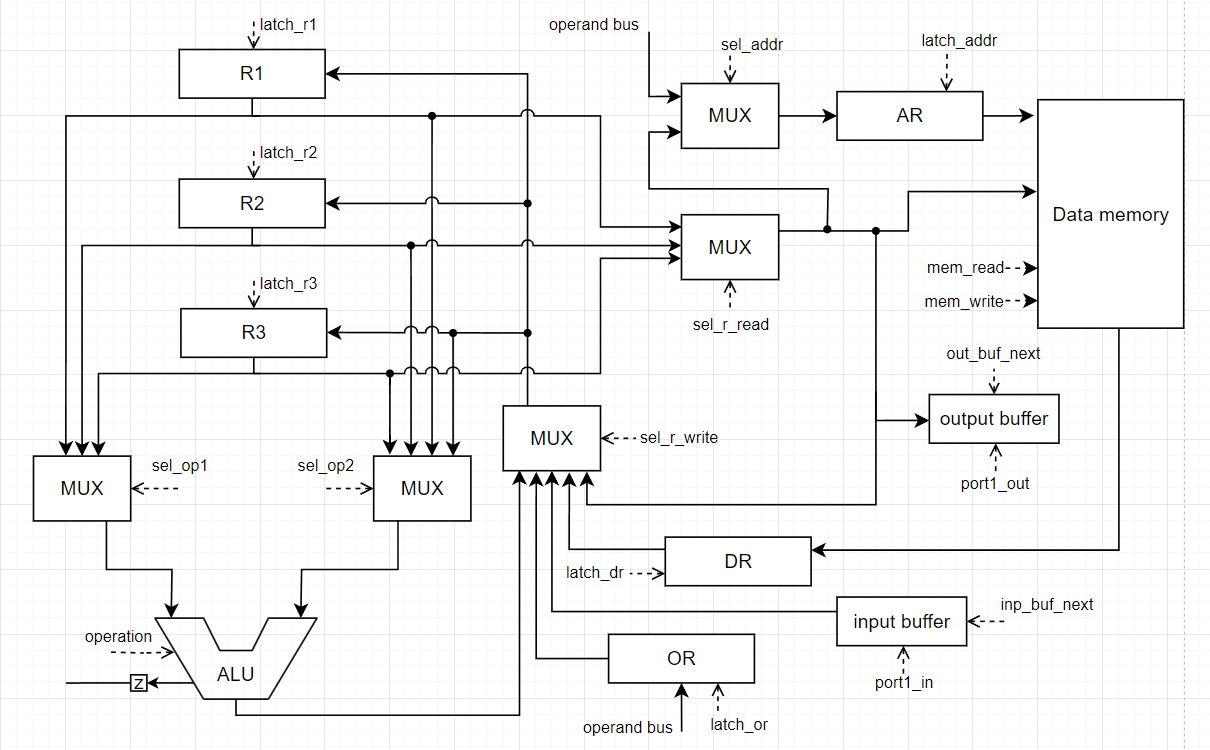 operand bus
latch_r1
sel_addr
latch_addr
R1
MUX
AR
latch_r2
R2
MUX
Data memory
mem_read
latch_r3
mem_write
R3
sel_r_read
out_buf_next
output buffer
MUX
sel_r_write
sel_op1
sel_op2
port1_out
MUX
MUX
DR
latch_dr
inp_buf_next
input buffer
operation
OR
ALU
Z
port1_in
operand bus
latch_or